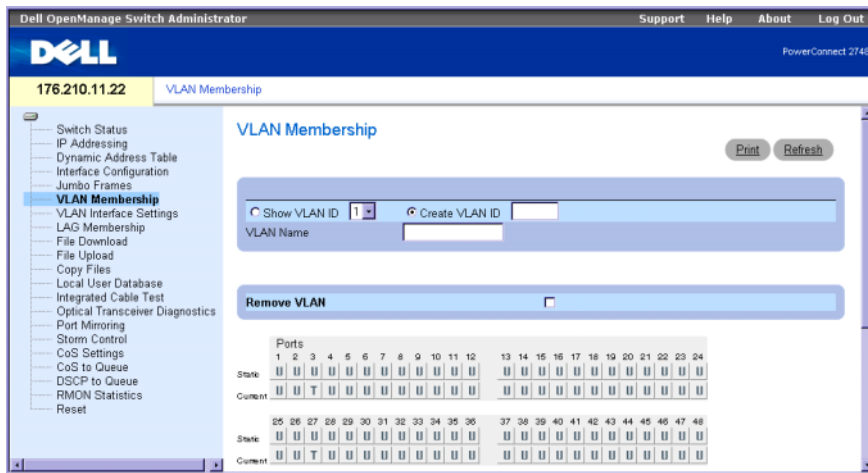 Dell OpenManage Switch Administrator
Support Help About Log Out
DELL
PowerConnect 2748
176.210.11.22
VLAN Membership
Switch Status
IP Addressing
Dynamic Address Table
Interface Configuration
Jumbo Frames
VLAN Membership
VLAN Interface Settings
LAG Membership
File Download
File Upload
Copy Files
Local User Database
Integrated Cable Test
Optical Transceiver Diagnostics
Port Mirroring
Storm Control
CoS Settings
CoS to Queue
DSCP to Queue
RMON Statistics
Reset
VLAN Membership
Print Refresh
Show VLAN ID 1 Create VLAN ID
VLAN Name
Remove VLAN
Ports
1 2 3 4 5 6 7 8 9 10 11 12 13 14 15 16 17 18 19 20 21 22 23 24
Static U U U U U U U U U U U U U U U U U U U U U U U U
Current U U T U U U U U U U U U U U U U U U U U U U U U
25 26 27 28 29 30 31 32 33 34 35 36 37 38 39 40 41 42 43 44 45 46 47 48
Static U U U U U U U U U U U U U U U U U U U U U U U U
Current U U T U U U U U U U U U U U U U U U U U U U U U